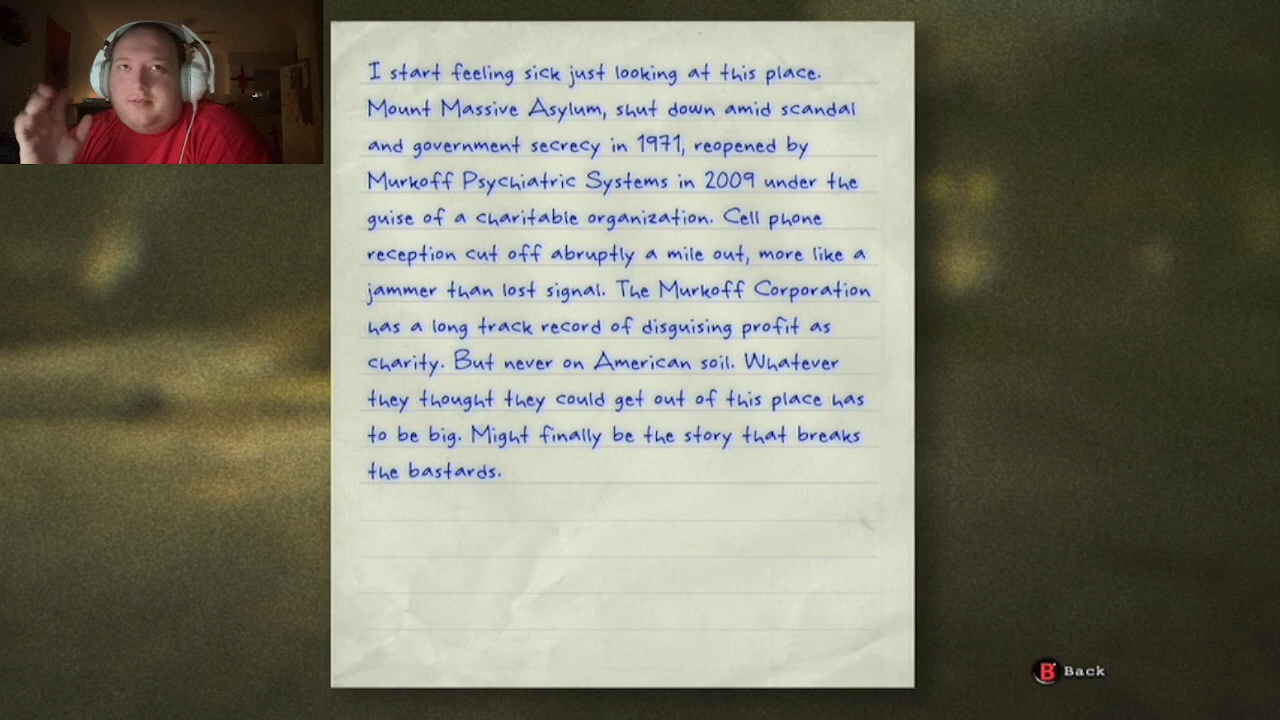 I start feeling sick just looking at this place.
Mount Massive Asylum, shut down amid scandal
and government secrecy in 1971, reopened by
Murkoff Psychiatric Systems in 2009 under the
guise of a charitable organization. Cell phone
reception cut off abruptly a mile out, more like a
jammer than lost signal. The Murkoff Corporation
has a long track record of disguising profit as
charity. But never on American soil. Whatever
they thought they could get out of this place has
to be big. Might finally be the story that breaks
the bastards.
B Back